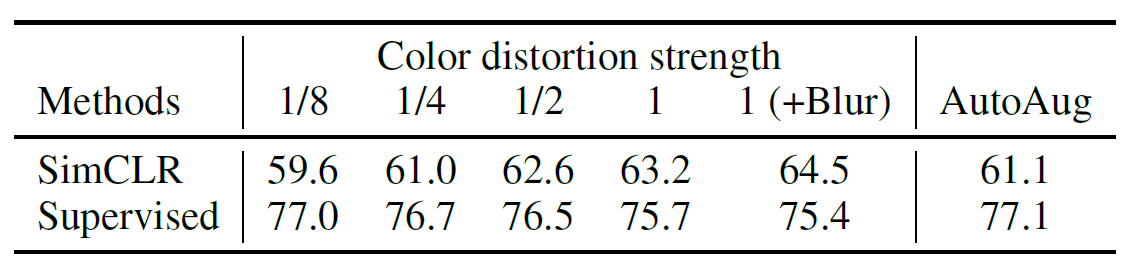 Color distortion strength
Methods 1/8 1/4 1/2 1 1 (+Blur) AutoAug
SimCLR 59.6 61.0 62.6 63.2 64.5 61.1
Supervised 77.0 76.7 76.5 75.7 75.4 77.1